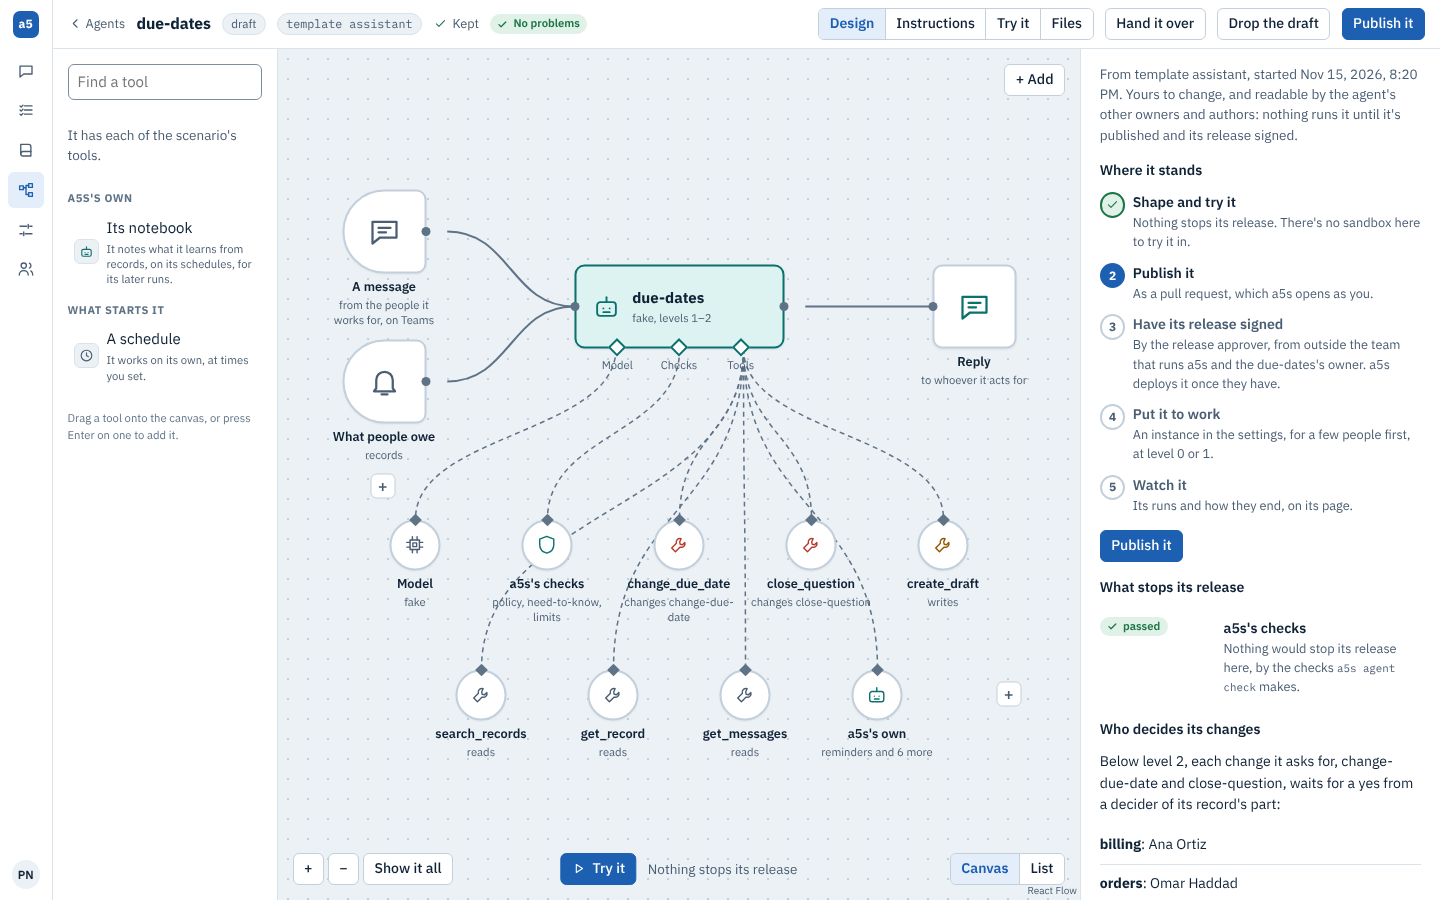 a5
Agents
due-dates
draft
template assistant
Kept
No problems
Design
Instructions
Try it
Files
Hand it over
Drop the draft
Publish it
Find a tool
It has each of the scenario's
tools.
A5S'S OWN
Its notebook
It notes what it learns from
records, on its schedules, for
its later runs.
WHAT STARTS IT
A schedule
It works on its own, at times
you set.
Drag a tool onto the canvas, or press
Enter on one to add it.
PN
+ Add
A message
from the people it
works for, on Teams
What people owe
records
+
due-dates
fake, levels 1–2
Model
Checks
Tools
Reply
to whoever it acts for
Model
fake
a5s's checks
policy, need-to-know,
limits
change_due_date
changes change-due-
date
close_question
changes close-question
create_draft
writes
search_records
reads
get_record
reads
get_messages
reads
a5s's own
reminders and 6 more
+
+
−
Show it all
Try it
Nothing stops its release
Canvas
List
React Flow
From template assistant, started Nov 15, 2026, 8:20
PM. Yours to change, and readable by the agent's
other owners and authors: nothing runs it until it's
published and its release signed.
Where it stands
Shape and try it
Nothing stops its release. There's no sandbox here
to try it in.
2
Publish it
As a pull request, which a5s opens as you.
3
Have its release signed
By the release approver, from outside the team
that runs a5s and the due-dates's owner. a5s
deploys it once they have.
4
Put it to work
An instance in the settings, for a few people first,
at level 0 or 1.
5
Watch it
Its runs and how they end, on its page.
Publish it
What stops its release
passed
a5s's checks
Nothing would stop its release
here, by the checks a5s agent
check makes.
Who decides its changes
Below level 2, each change it asks for, change-
due-date and close-question, waits for a yes from
a decider of its record's part:
billing: Ana Ortiz
orders: Omar Haddad